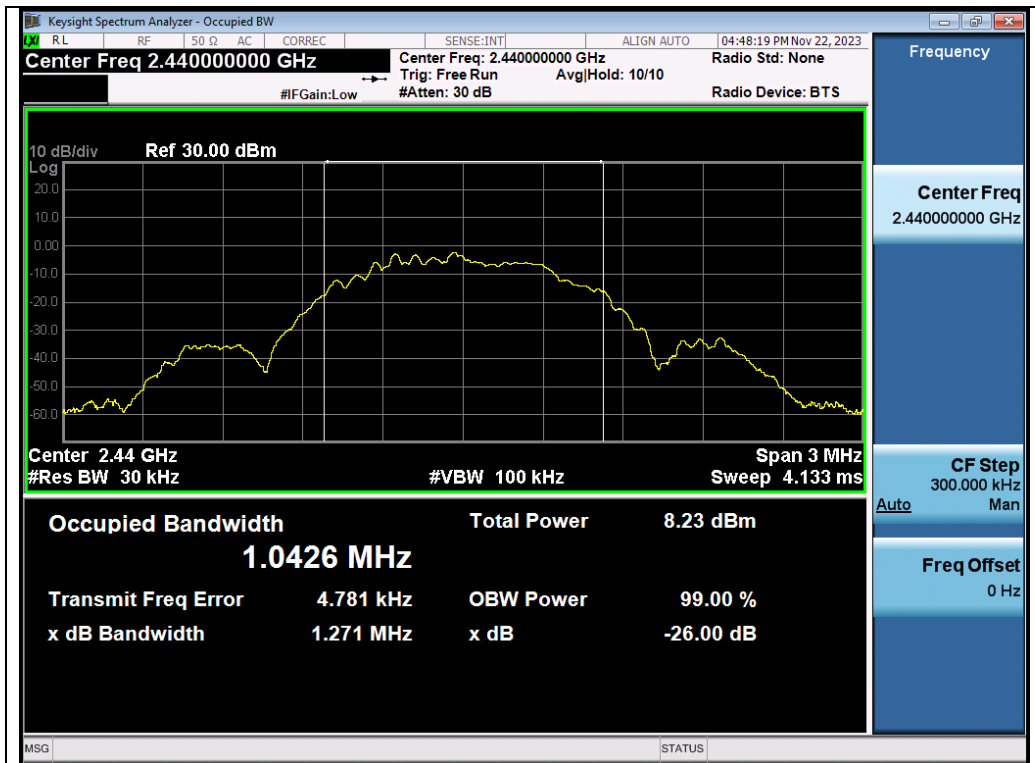 Keysight Spectrum Analyzer - Occupied BW
LXI RL RF 50 Ω AC CORREC SENSE:INT ALIGN AUTO 04:48:19 PM Nov 22, 2023
Center Freq 2.440000000 GHz
Center Freq: 2.440000000 GHz Radio Std: None
Trig: Free Run Avg|Hold: 10/10
#IFGain:Low #Atten: 30 dB Radio Device: BTS
10 dB/div Ref 30.00 dBm
Log
20.0
10.0
0.00
-10.0
-20.0
-30.0
-40.0
-50.0
-60.0
Center 2.44 GHz Span 3 MHz
#Res BW 30 kHz #VBW 100 kHz Sweep 4.133 ms
Occupied Bandwidth Total Power 8.23 dBm
1.0426 MHz
Transmit Freq Error 4.781 kHz OBW Power 99.00 %
x dB Bandwidth 1.271 MHz x dB -26.00 dB
MSG STATUS
Frequency
Center Freq
2.440000000 GHz
CF Step
300.000 kHz
Auto Man
Freq Offset
0 Hz